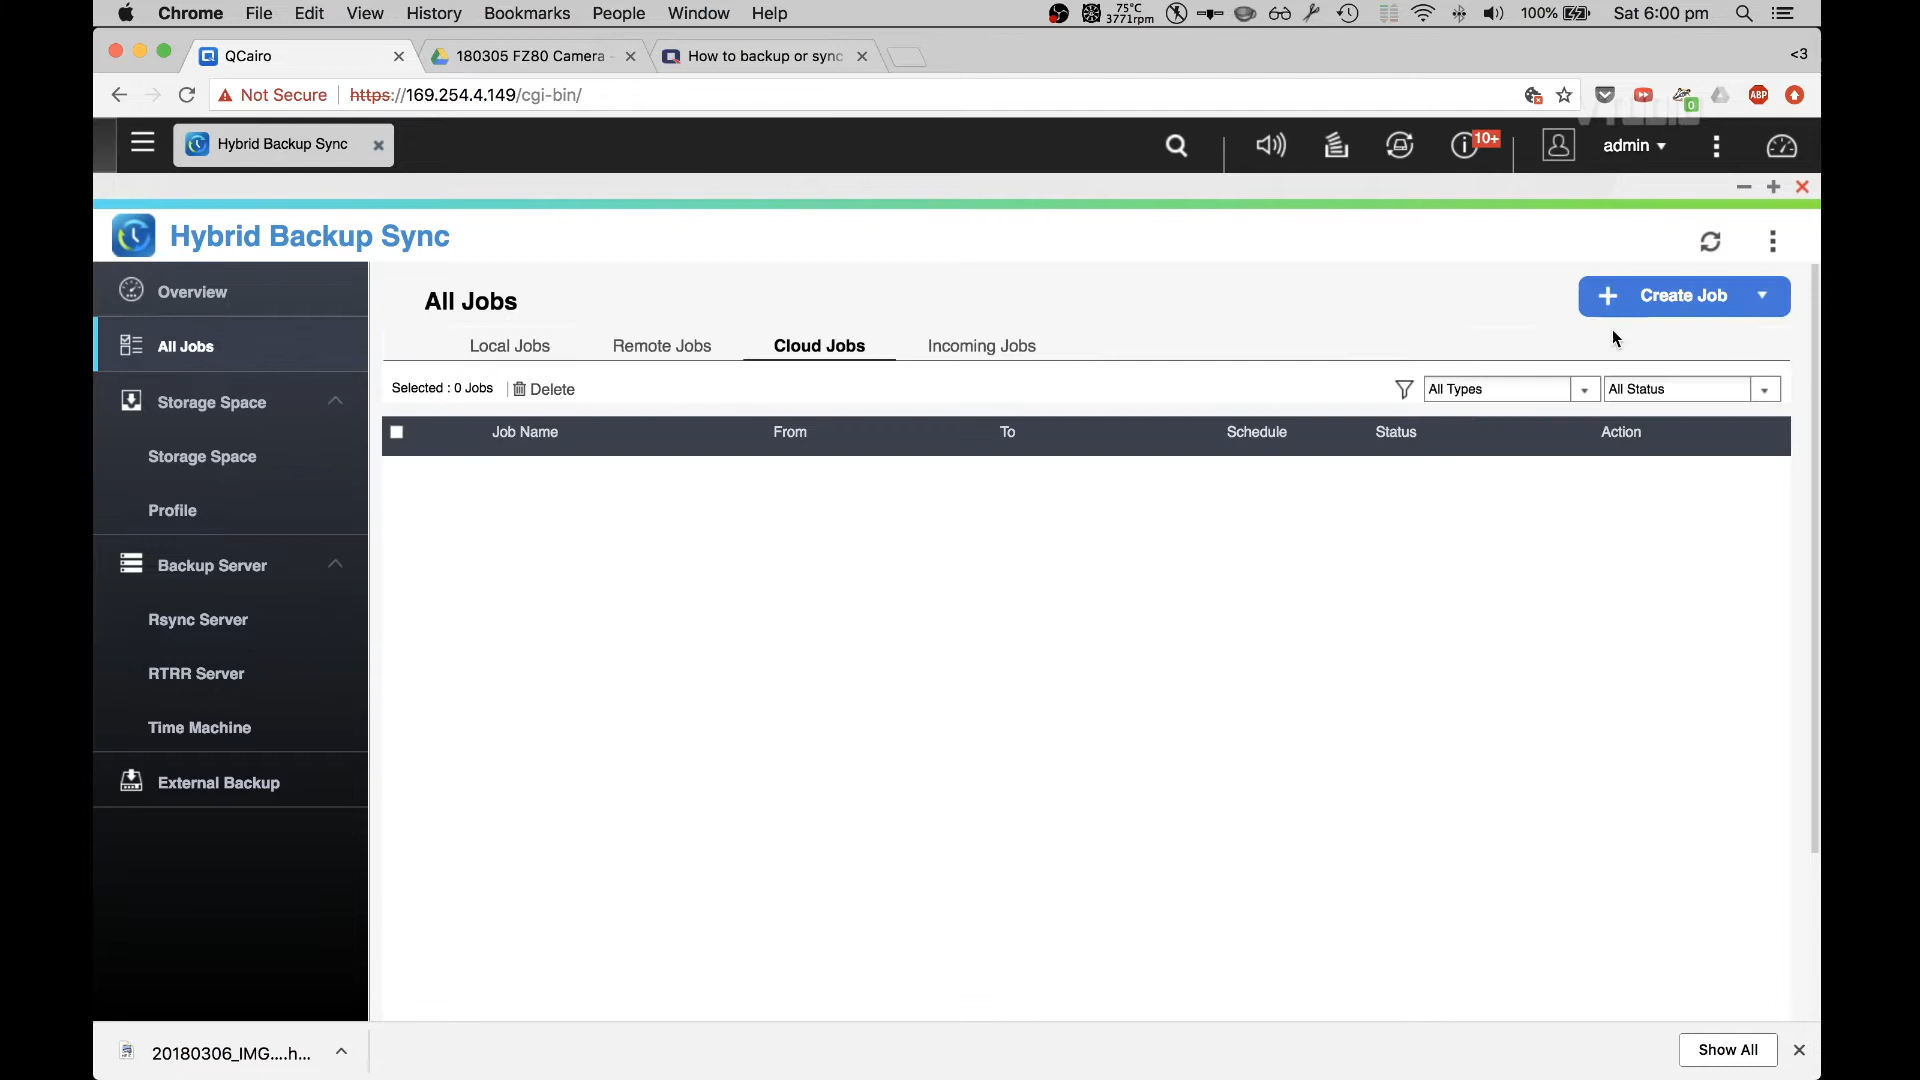 Chrome File Edit View History Bookmarks People Window Help 75°C 3771rpm 100% Sat 6:00 pm
QCairo 180305 FZ80 Camera - How to backup or sync <3
Not Secure https://169.254.4.149/cgi-bin/ 0 ABP
Hybrid Backup Sync 10+ admin
Hybrid Backup Sync
Overview
All Jobs
Storage Space
Storage Space
Profile
Backup Server
Rsync Server
RTRR Server
Time Machine
External Backup
All Jobs
Create Job
Local Jobs Remote Jobs Cloud Jobs Incoming Jobs
Selected : 0 Jobs Delete All Types All Status
Job Name From To Schedule Status Action
20180306_IMG....h... Show All